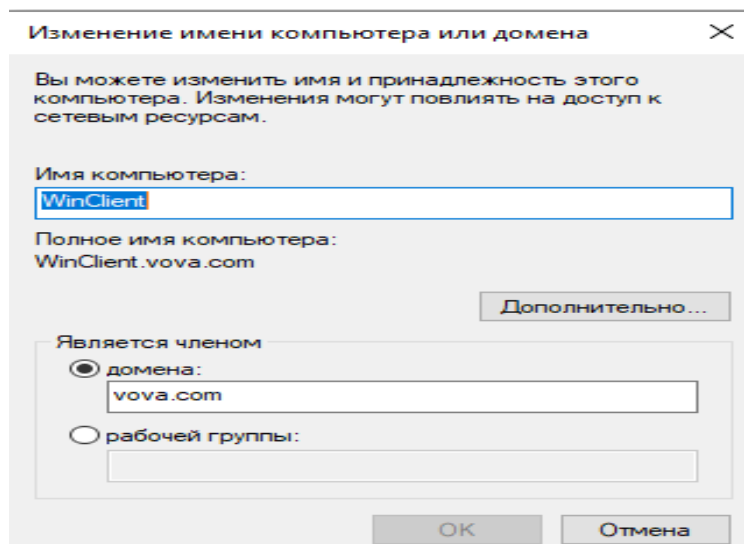 Изменение имени компьютера или домена
Вы можете изменить имя и принадлежность этого
компьютера. Изменения могут повлиять на доступ к
сетевым ресурсам.
Имя компьютера:
WinClient
Полное имя компьютера:
WinClient.vova.com
Дополнительно...
Является членом
домена:
vova.com
рабочей группы:
OK
Отмена